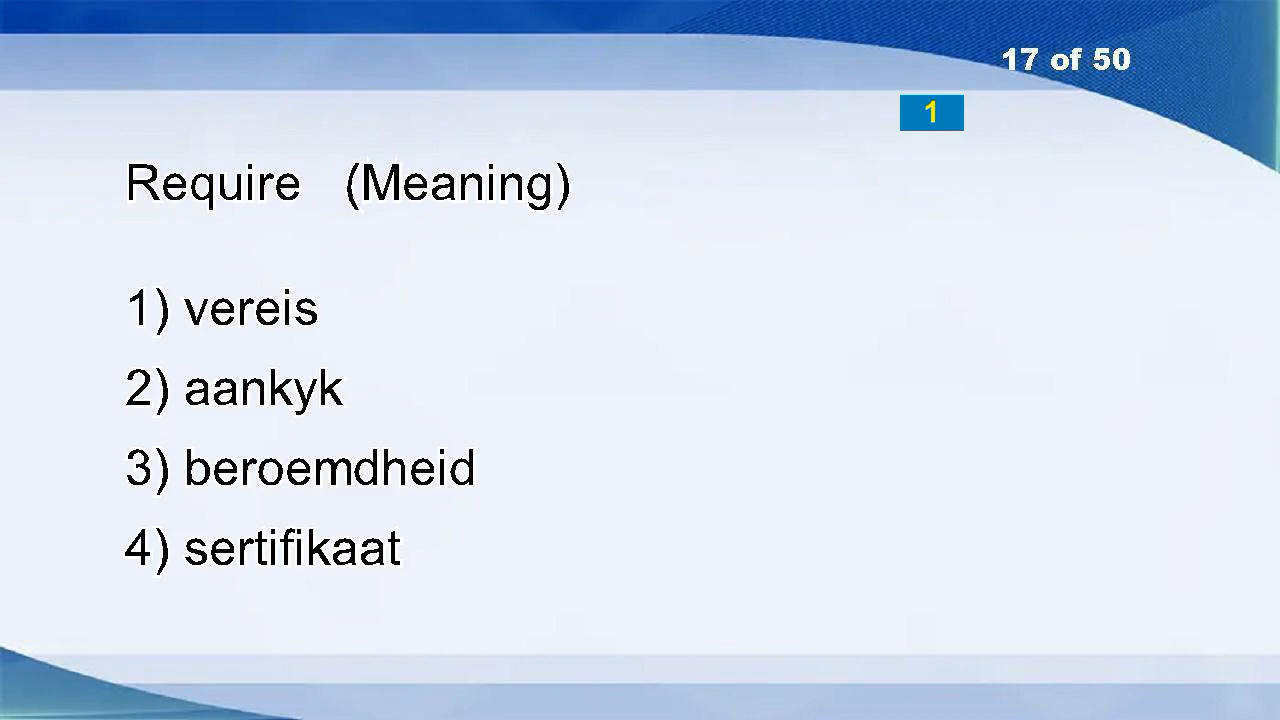 17 of 50
1
Require (Meaning)
1) vereis
2) aankyk
3) beroemdheid
4) sertifikaat